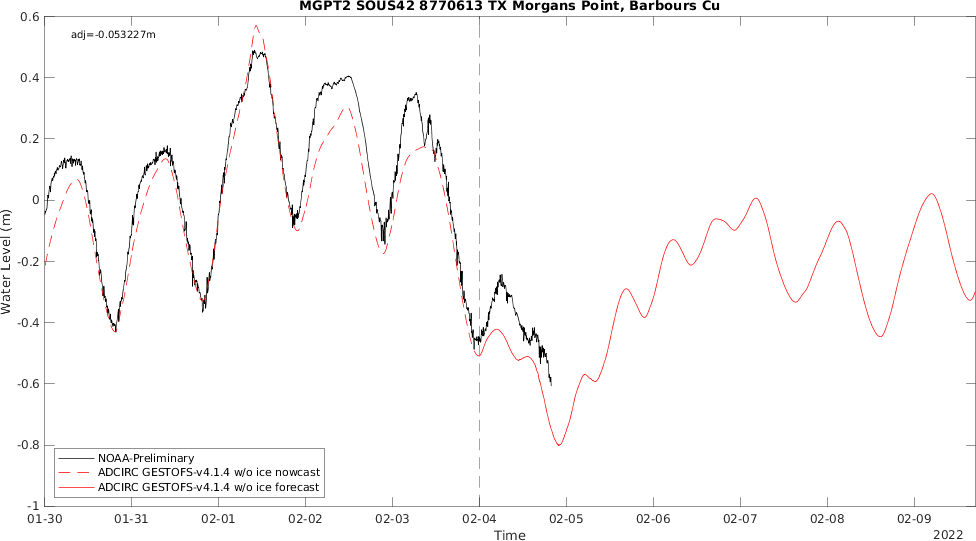 MGPT2 SOUS42 8770613 TX Morgans Point, Barbours Cu
adj=-0.053227m
Water Level (m)
0.6
0.4
0.2
0
-0.2
-0.4
-0.6
-0.8
-1
NOAA-Preliminary
ADCIRC GESTOFS-v4.1.4 w/o ice nowcast
ADCIRC GESTOFS-v4.1.4 w/o ice forecast
01-30 01-31 02-01 02-02 02-03 02-04 02-05 02-06 02-07 02-08 02-09
Time
2022